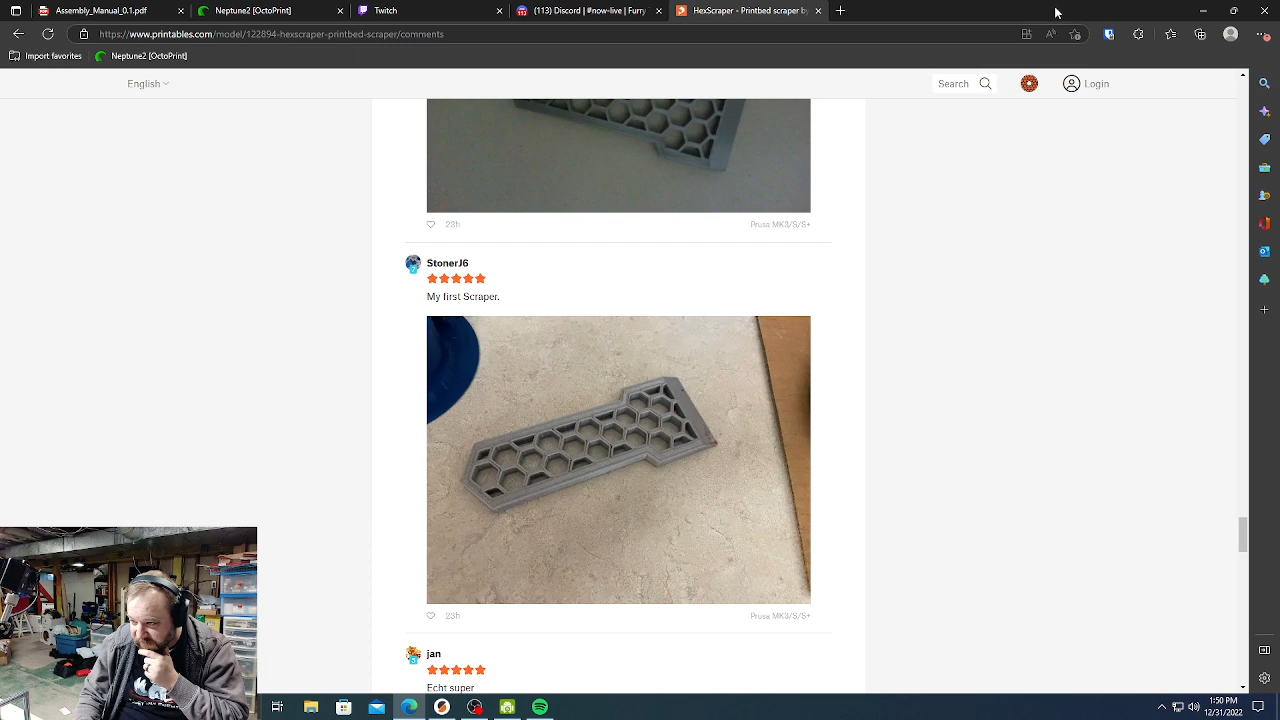 Assembly_Manual_0.1.pdf
Neptune2 [OctoPrint]
Twitch
(113) Discord | #now-live | Fury
HexScraper - Printbed scraper by
https://www.printables.com/model/122894-hexscraper-printbed-scraper/comments
Import favorites
Neptune2 [OctoPrint]
English
Search
Login
23h
Prusa MK3/S/S+
StonerJ6
My first Scraper.
23h
Prusa MK3/S/S+
jan
Echt super
1:50 PM
12/31/2022